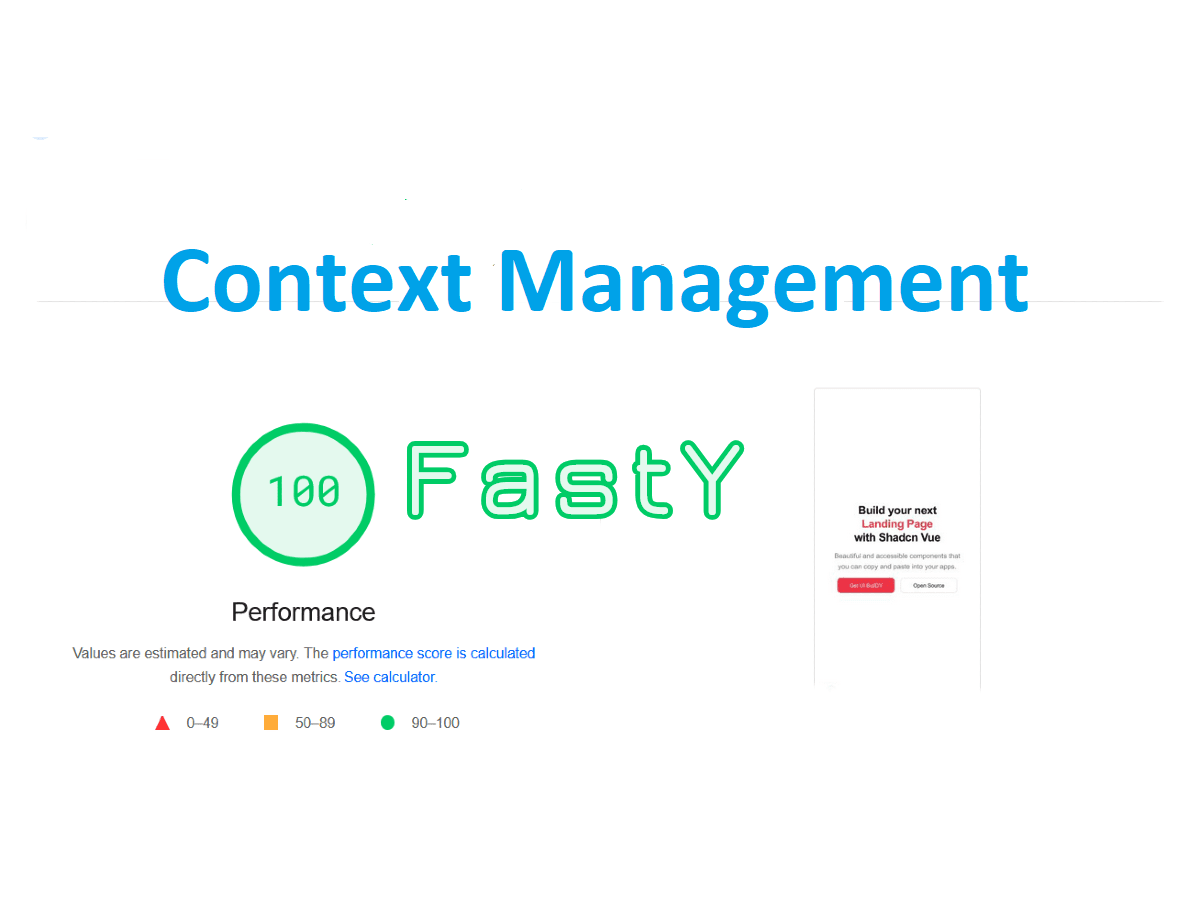 Context Management
100
FastY
Performance
Values are estimated and may vary. The performance score is calculated
directly from these metrics. See calculator.
0–49
50–89
90–100
Build your next
Landing Page
with Shadcn Vue
Beautiful and accessible components that
you can copy and paste into your apps.
Open Source